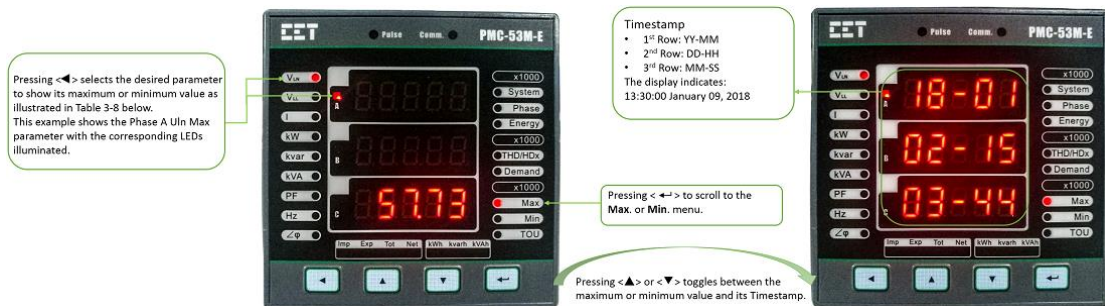 Pressing <◀> selects the desired parameter
to show its maximum or minimum value as
illustrated in Table 3-8 below.
This example shows the Phase A Uln Max
parameter with the corresponding LEDs
illuminated.
CET
Pulse Comm. PMC-53M-E
VLN
VLL
I
kW
kvar
kVA
PF
Hz
∠φ
A
B
C
57.73
x1000
System
Phase
Energy
x1000
THD/HDx
Demand
x1000
Max
Min
TOU
Imp Exp Tot Net kWh kvarh kVAh
Pressing < ↵ > to scroll to the
Max. or Min. menu.
Pressing <▲> or <▼> toggles between the
maximum or minimum value and its Timestamp.
Timestamp
• 1st Row: YY-MM
• 2nd Row: DD-HH
• 3rd Row: MM-SS
The display indicates:
13:30:00 January 09, 2018
CET
Pulse Comm. PMC-53M-E
VLN
VLL
I
kW
kvar
kVA
PF
Hz
∠φ
A
B
C
18-01
02-15
03-44
x1000
System
Phase
Energy
x1000
THD/HDx
Demand
x1000
Max
Min
TOU
Imp Exp Tot Net kWh kvarh kVAh